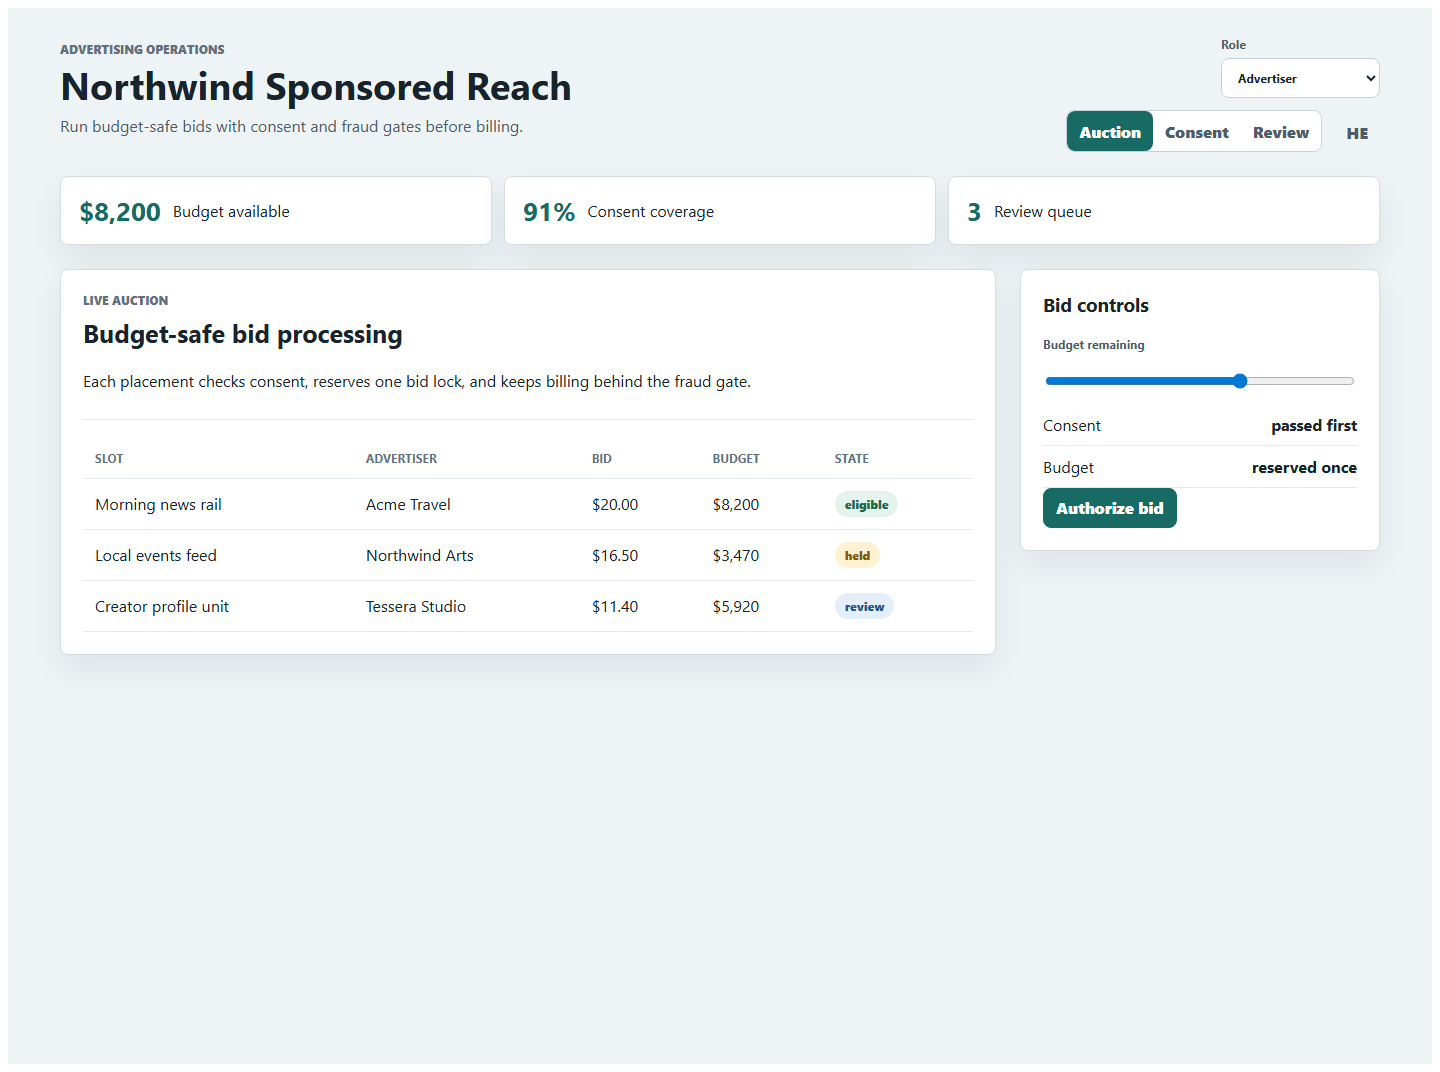 ADVERTISING OPERATIONS
Northwind Sponsored Reach
Run budget-safe bids with consent and fraud gates before billing.
Role
Advertiser
Auction Consent Review HE
$8,200 Budget available
91% Consent coverage
3 Review queue
LIVE AUCTION
Budget-safe bid processing
Each placement checks consent, reserves one bid lock, and keeps billing behind the fraud gate.
SLOT ADVERTISER BID BUDGET STATE
Morning news rail Acme Travel $20.00 $8,200 eligible
Local events feed Northwind Arts $16.50 $3,470 held
Creator profile unit Tessera Studio $11.40 $5,920 review
Bid controls
Budget remaining
Consent passed first
Budget reserved once
Authorize bid